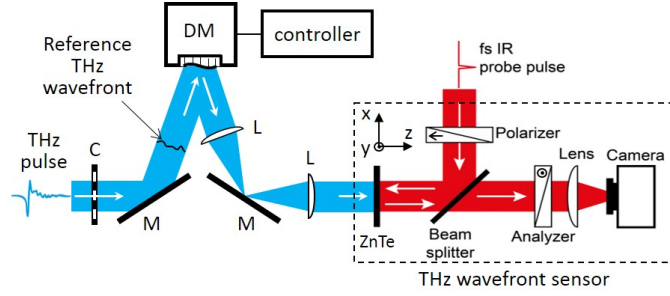 DM
controller
Reference
THz
wavefront
fs IR
probe pulse
L
x
z
y
Polarizer
THz
pulse
C
L
Lens
Camera
M
M
ZnTe
Beam
splitter
Analyzer
THz wavefront sensor